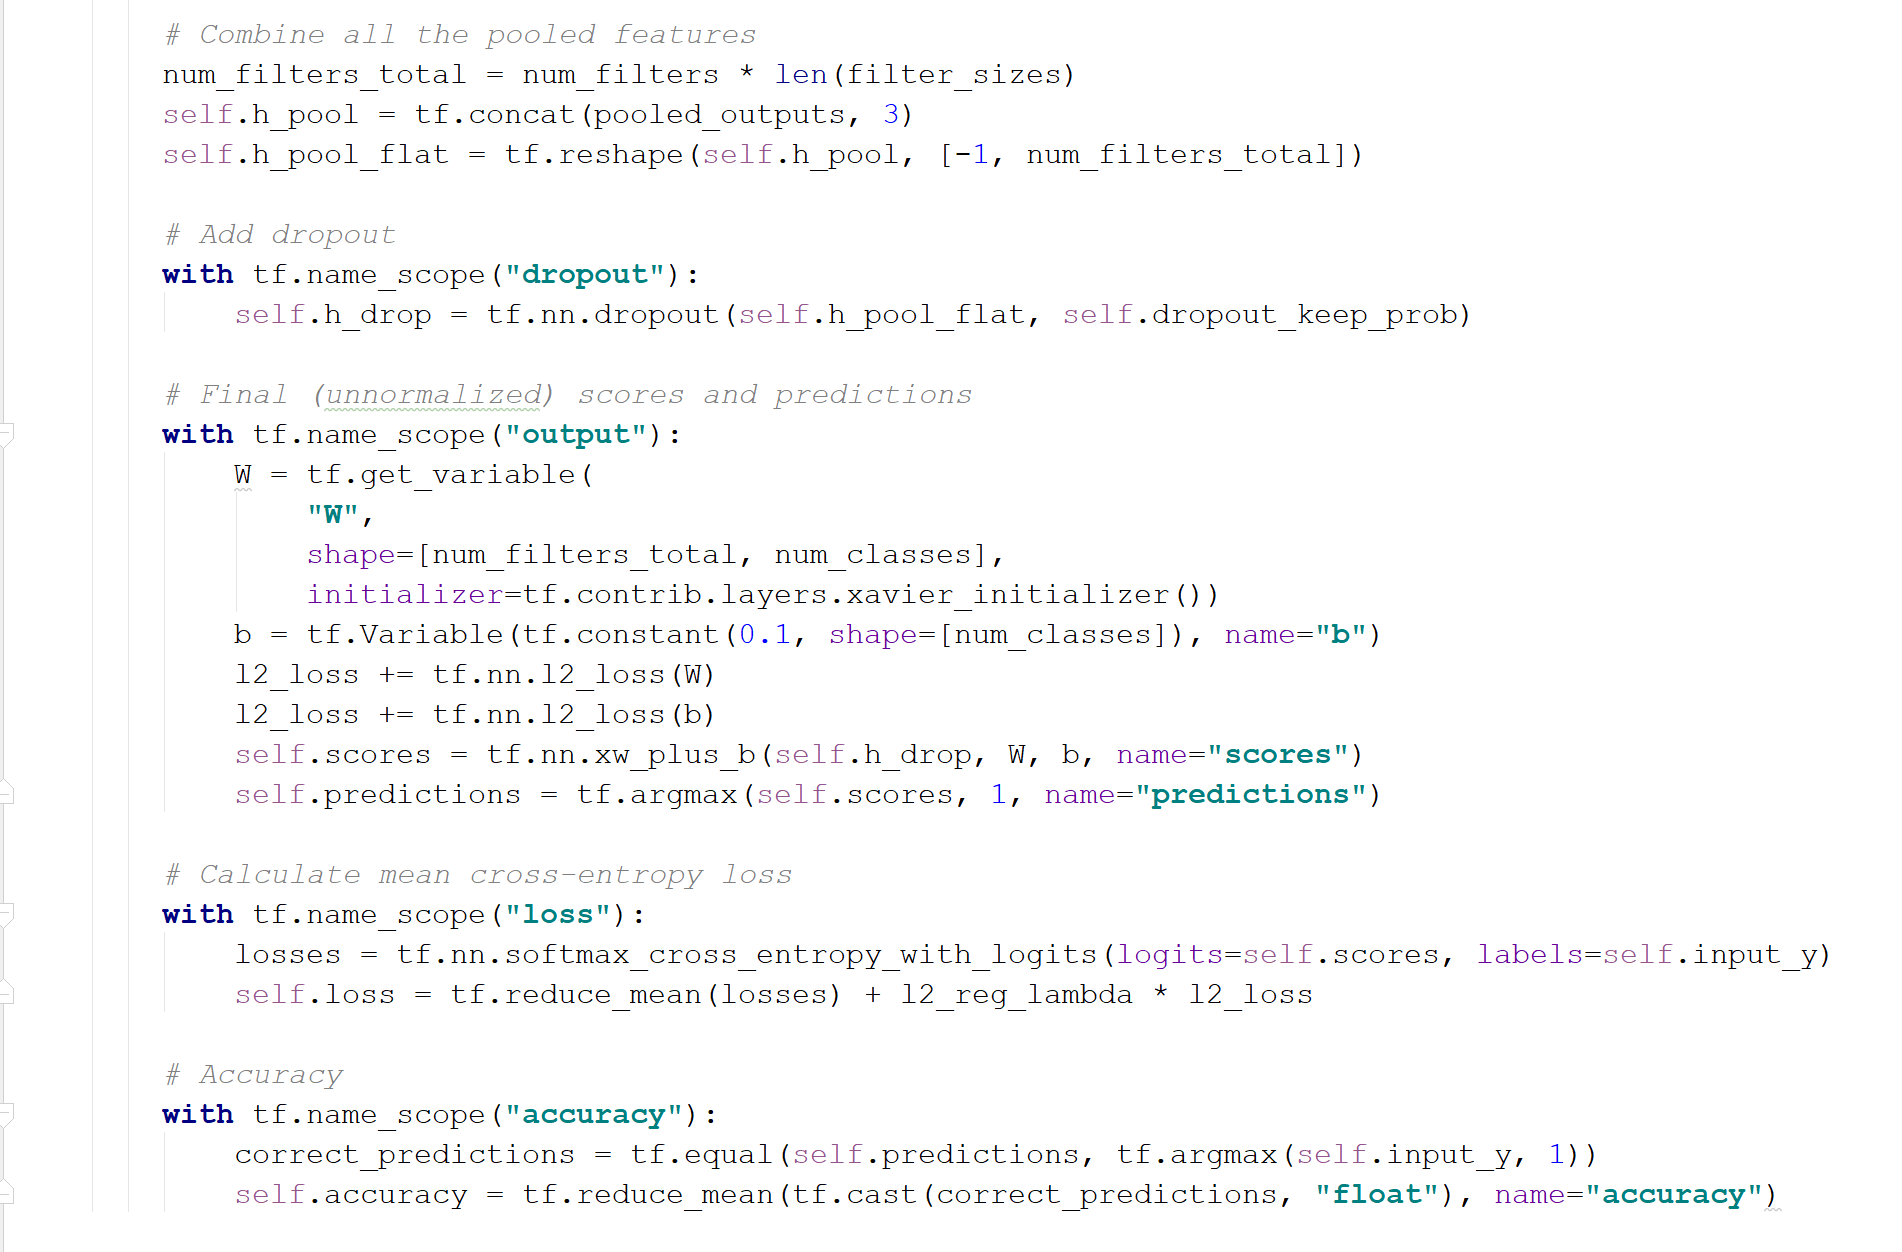 # Combine all the pooled features
num_filters_total = num_filters * len(filter_sizes)
self.h_pool = tf.concat(pooled_outputs, 3)
self.h_pool_flat = tf.reshape(self.h_pool, [-1, num_filters_total])

# Add dropout
with tf.name_scope("dropout"):
    self.h_drop = tf.nn.dropout(self.h_pool_flat, self.dropout_keep_prob)

# Final (unnormalized) scores and predictions
with tf.name_scope("output"):
    W = tf.get_variable(
        "W",
        shape=[num_filters_total, num_classes],
        initializer=tf.contrib.layers.xavier_initializer())
    b = tf.Variable(tf.constant(0.1, shape=[num_classes]), name="b")
    l2_loss += tf.nn.l2_loss(W)
    l2_loss += tf.nn.l2_loss(b)
    self.scores = tf.nn.xw_plus_b(self.h_drop, W, b, name="scores")
    self.predictions = tf.argmax(self.scores, 1, name="predictions")

# Calculate mean cross-entropy loss
with tf.name_scope("loss"):
    losses = tf.nn.softmax_cross_entropy_with_logits(logits=self.scores, labels=self.input_y)
    self.loss = tf.reduce_mean(losses) + l2_reg_lambda * l2_loss

# Accuracy
with tf.name_scope("accuracy"):
    correct_predictions = tf.equal(self.predictions, tf.argmax(self.input_y, 1))
    self.accuracy = tf.reduce_mean(tf.cast(correct_predictions, "float"), name="accuracy")